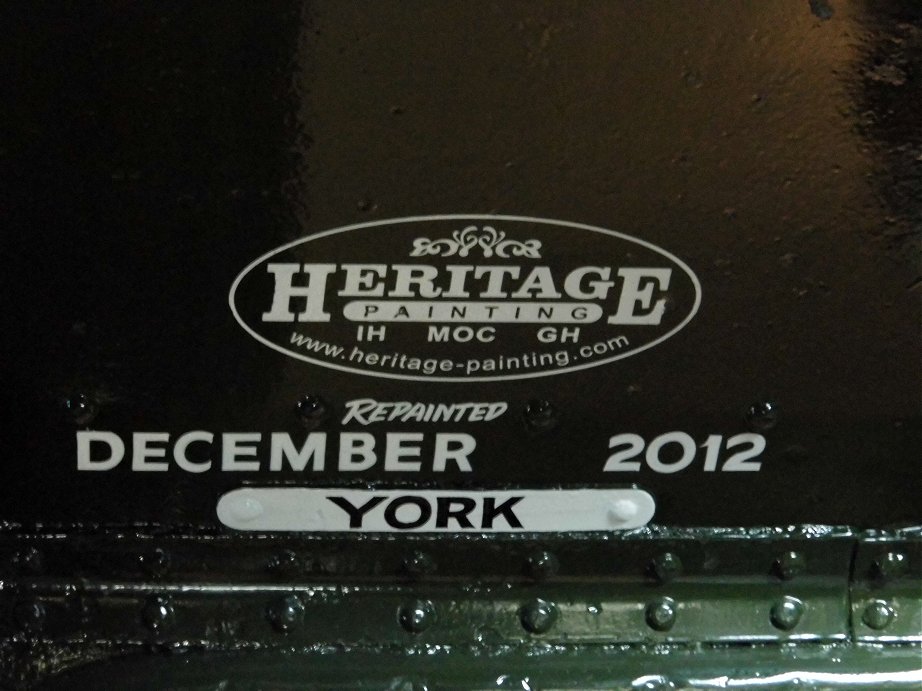 HERITAGE
PAINTING
IH MOC GH
www.heritage-painting.com
REPAINTED
DECEMBER 2012
YORK